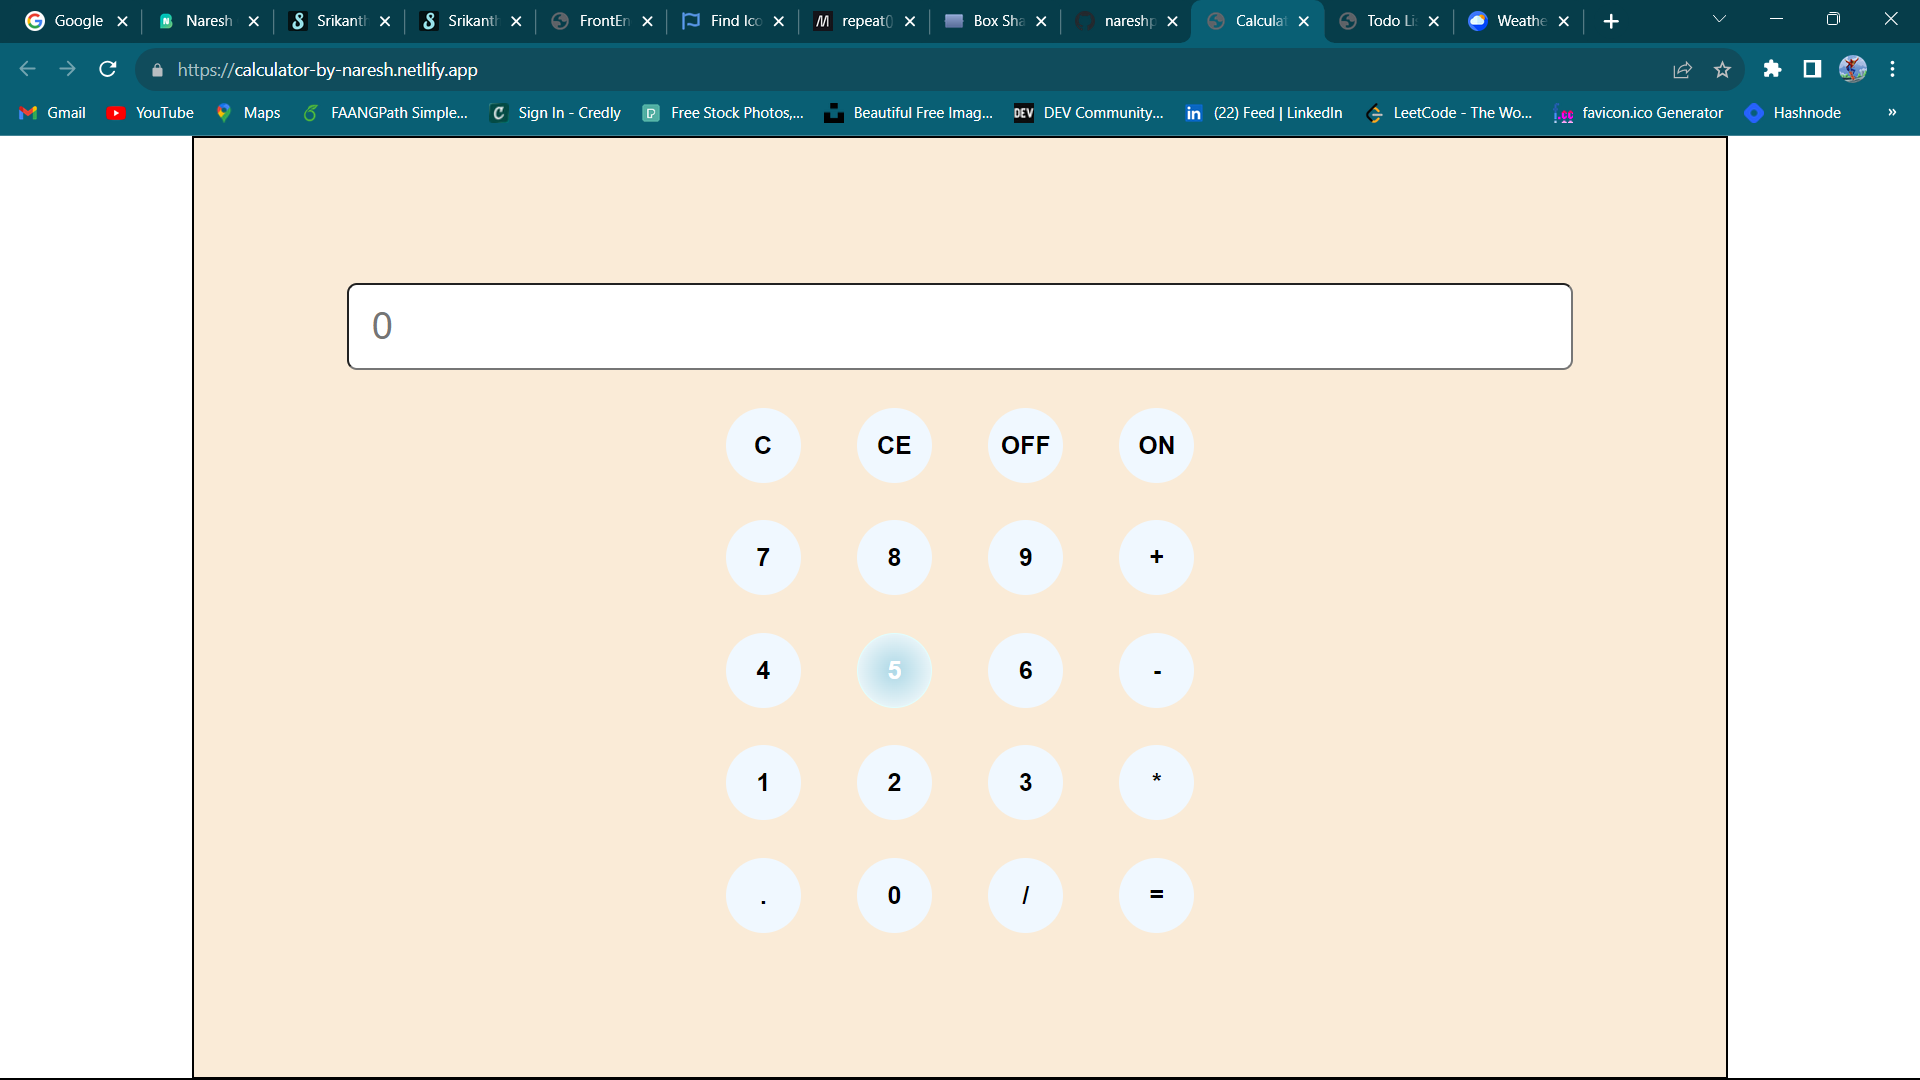 Google Naresh Srikanth Srikanth FrontEn Find Ico repeat() Box Sha nareshp Calculat Todo Li Weathe
https://calculator-by-naresh.netlify.app
Gmail YouTube Maps FAANGPath Simple... Sign In - Credly Free Stock Photos,... Beautiful Free Imag... DEV DEV Community... in (22) Feed | LinkedIn LeetCode - The Wo... favicon.ico Generator Hashnode »
0
C CE OFF ON
7 8 9 +
4 5 6 -
1 2 3 *
. 0 / =